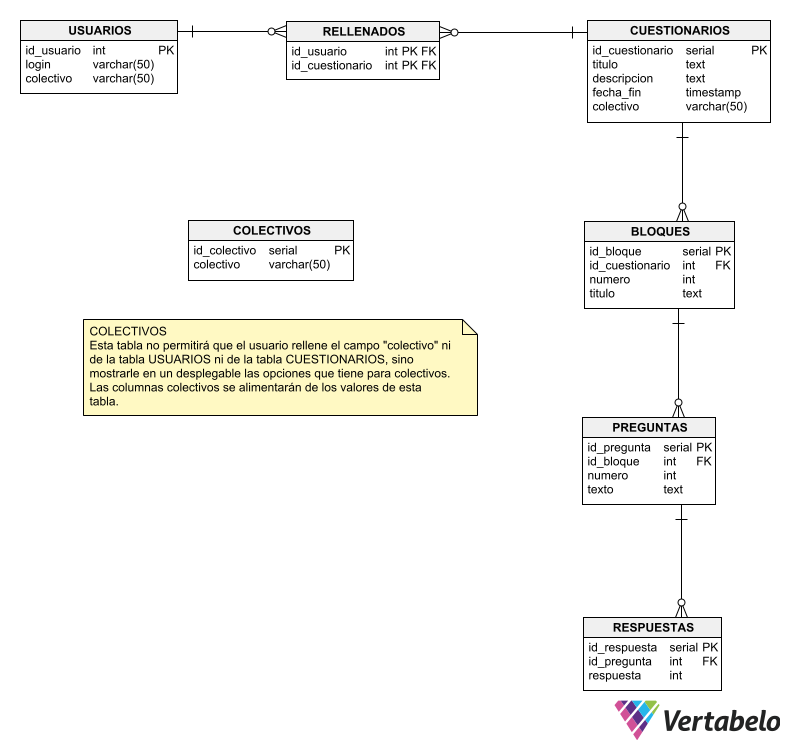 USUARIOS
id_usuario int PK
login varchar(50)
colectivo varchar(50)
RELLENADOS
id_usuario int PK FK
id_cuestionario int PK FK
CUESTIONARIOS
id_cuestionario serial PK
titulo text
descripcion text
fecha_fin timestamp
colectivo varchar(50)
COLECTIVOS
id_colectivo serial PK
colectivo varchar(50)
BLOQUES
id_bloque serial PK
id_cuestionario int FK
numero int
titulo text
COLECTIVOS
Esta tabla no permitirá que el usuario rellene el campo "colectivo" ni
de la tabla USUARIOS ni de la tabla CUESTIONARIOS, sino
mostrarle en un desplegable las opciones que tiene para colectivos.
Las columnas colectivos se alimentarán de los valores de esta
tabla.
PREGUNTAS
id_pregunta serial PK
id_bloque int FK
numero int
texto text
RESPUESTAS
id_respuesta serial PK
id_pregunta int FK
respuesta int
Vertabelo